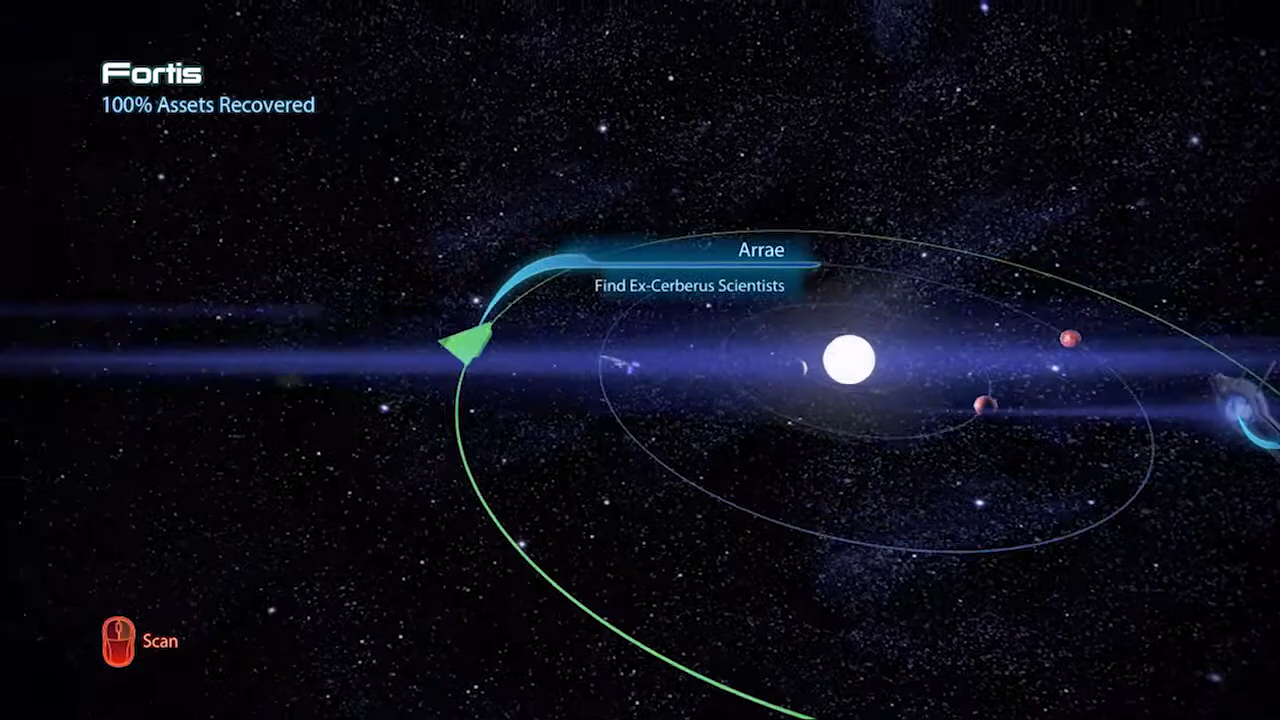 Fortis
100% Assets Recovered
Arrae
Find Ex-Cerberus Scientists
Scan